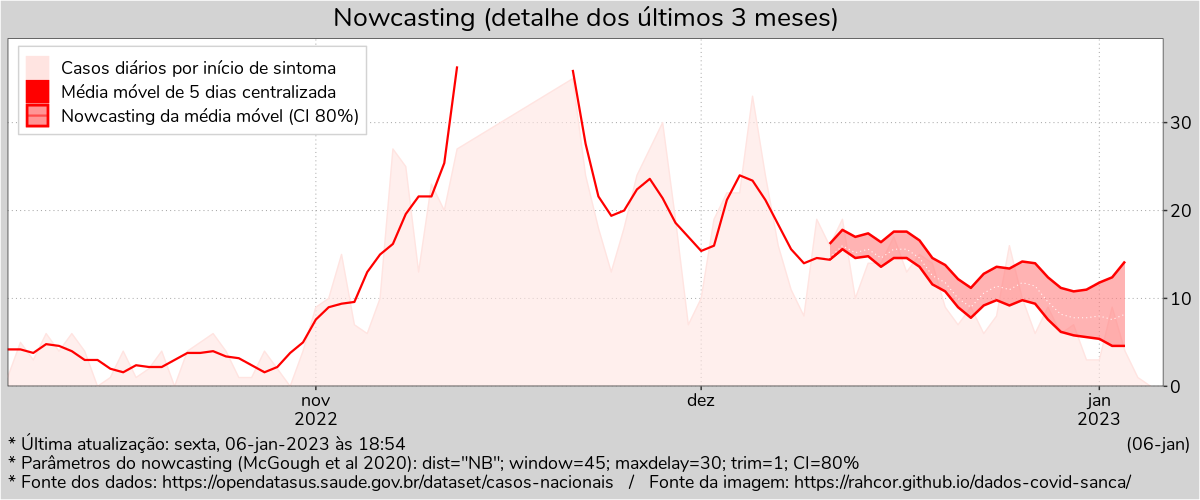 Nowcasting (detalhe dos últimos 3 meses)
Casos diários por início de sintoma
Média móvel de 5 dias centralizada
Nowcasting da média móvel (CI 80%)
30
20
10
0
nov
2022
dez
jan
2023
* Última atualização: sexta, 06-jan-2023 às 18:54
(06-jan)
* Parâmetros do nowcasting (McGough et al 2020): dist="NB"; window=45; maxdelay=30; trim=1; CI=80%
* Fonte dos dados: https://opendatasus.saude.gov.br/dataset/casos-nacionais / Fonte da imagem: https://rahcor.github.io/dados-covid-sanca/